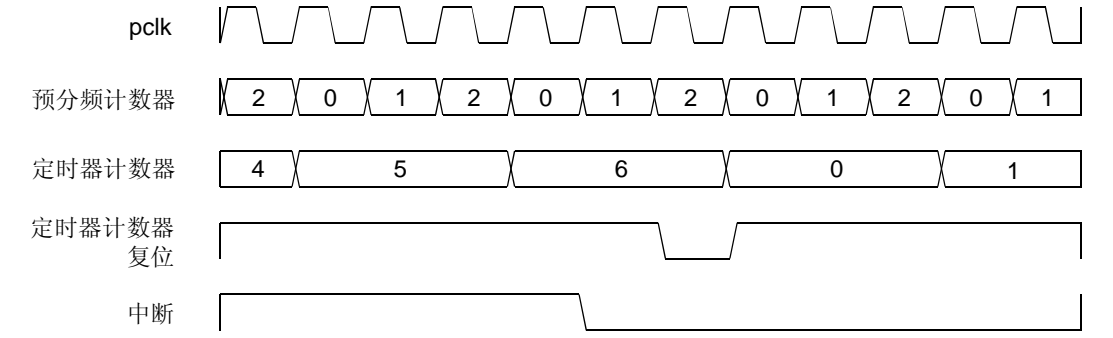 pclk
预分频计数器 2 0 1 2 0 1 2 0 1 2 0 1
定时器计数器 4 5 6 0 1
定时器计数器
复位
中断